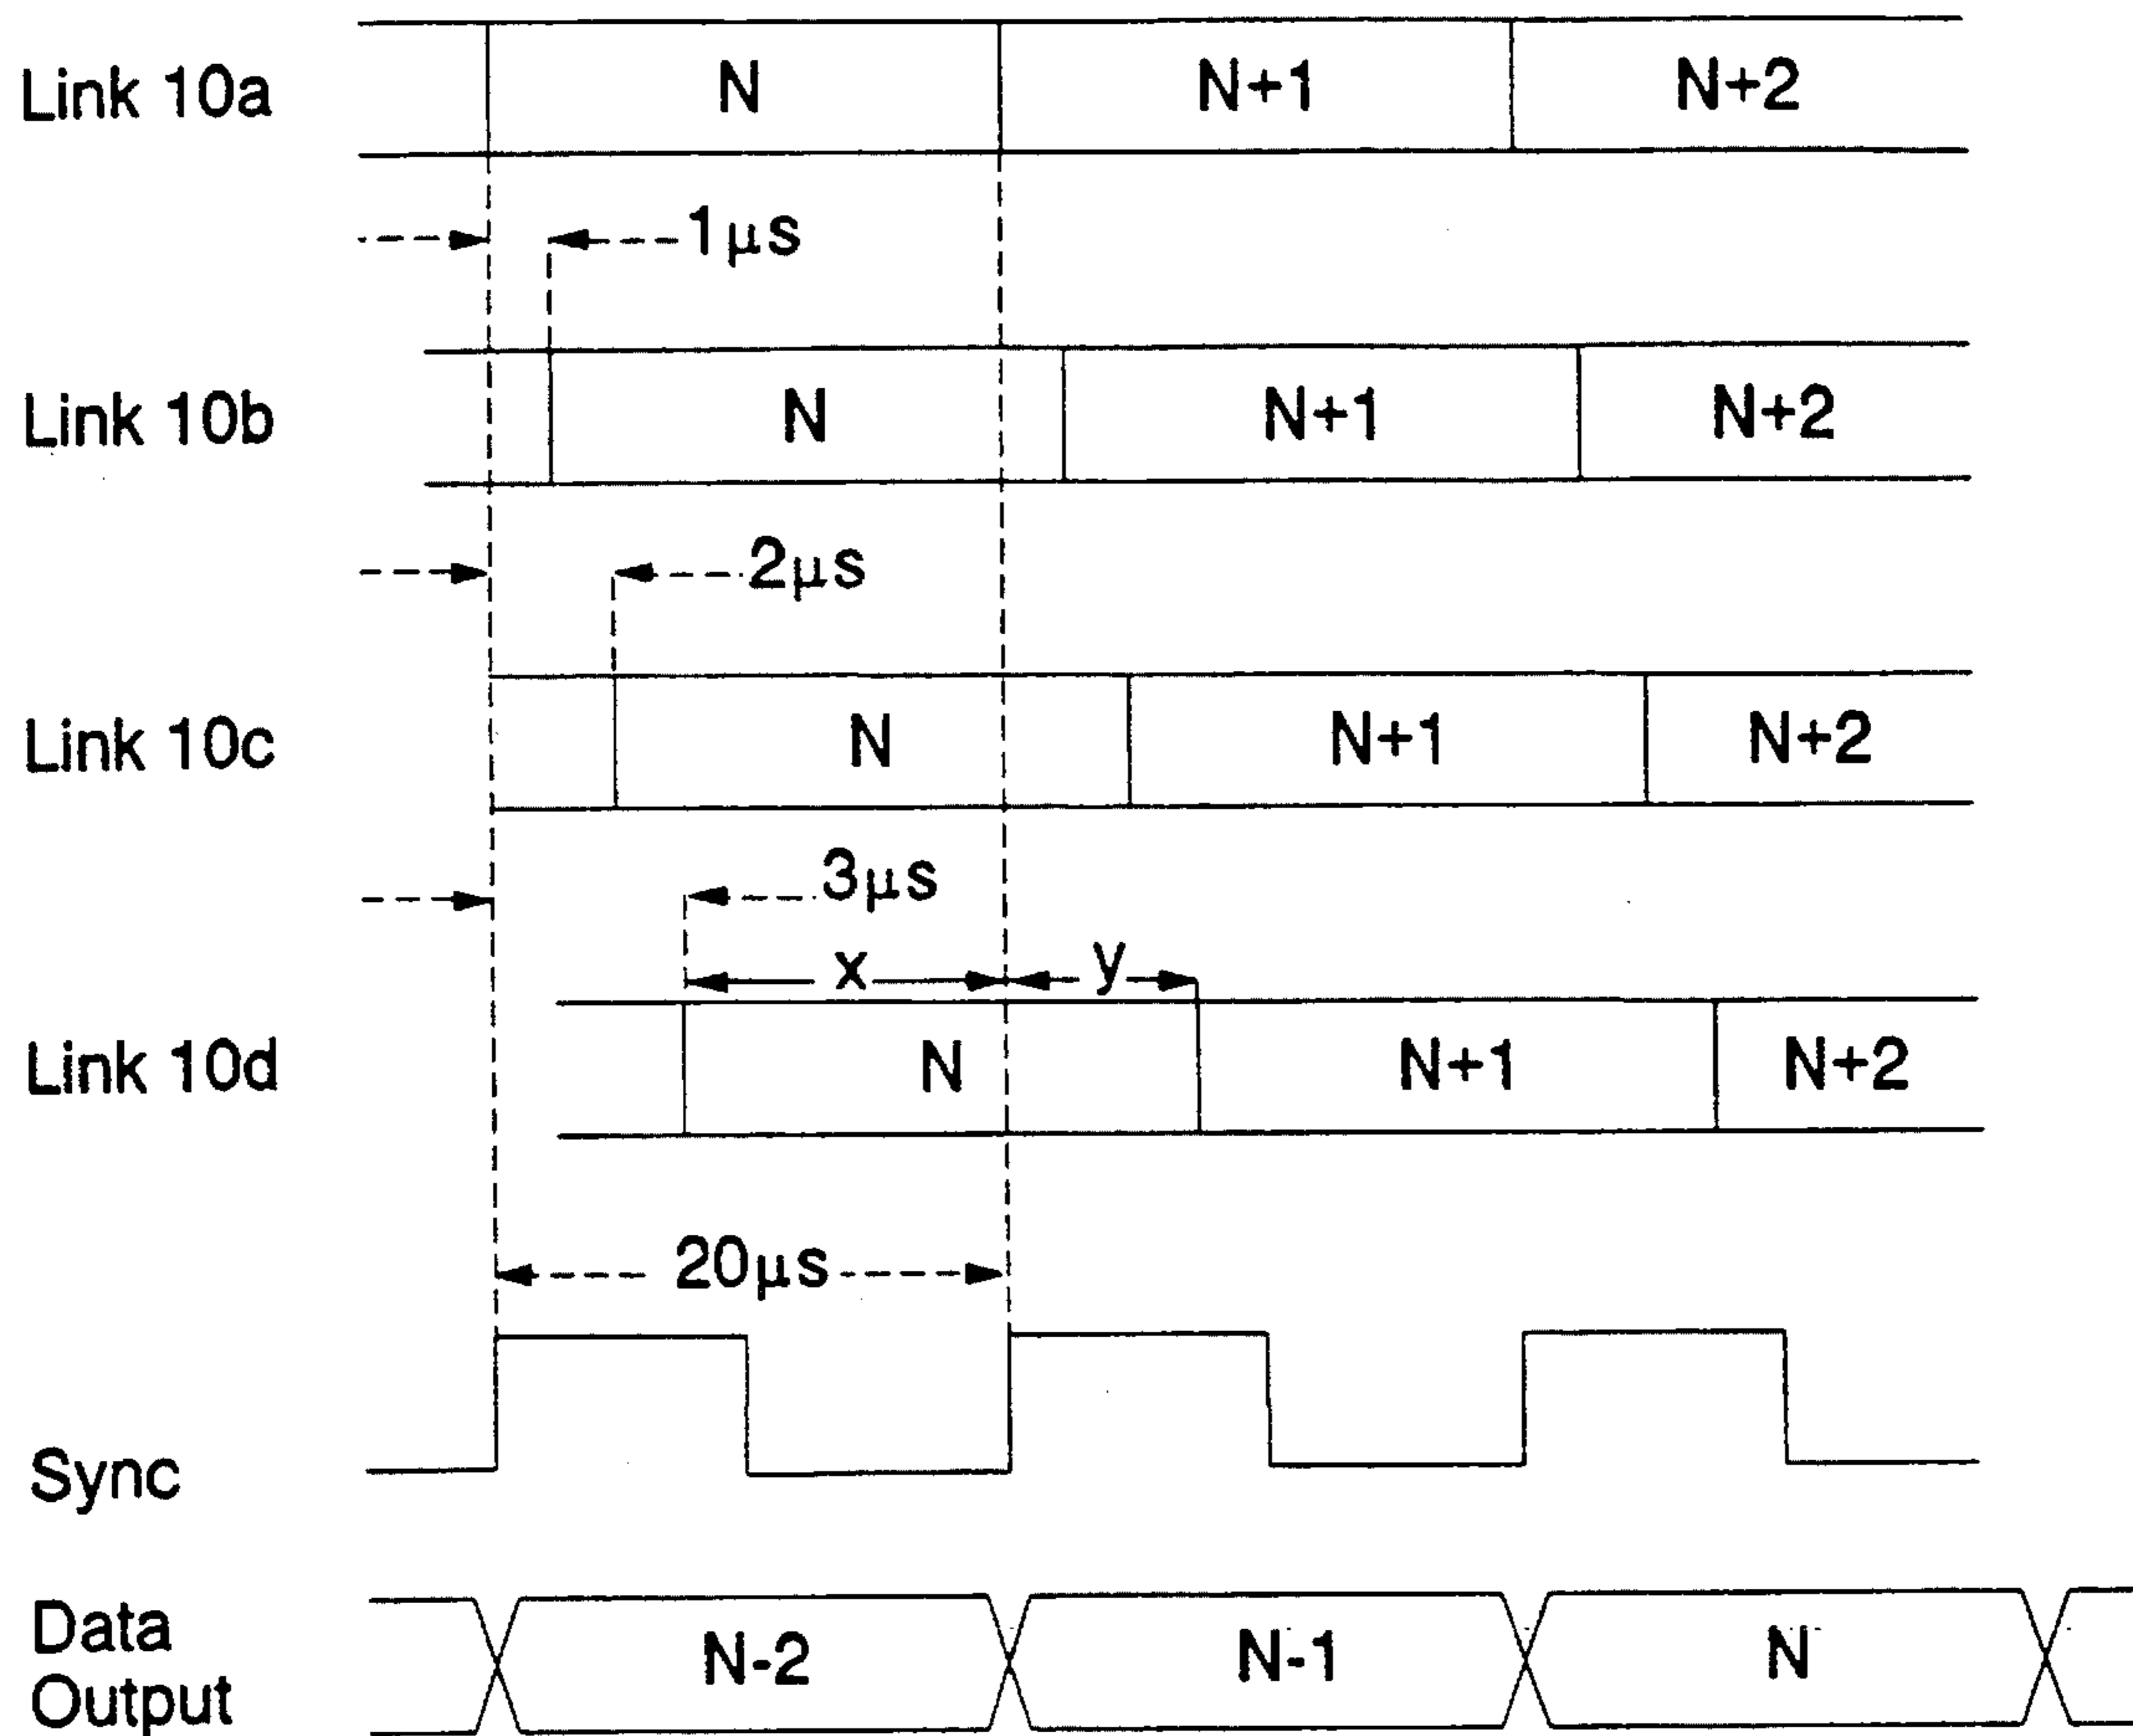 Link 10a N N+1 N+2
1μs
Link 10b N N+1 N+2
2μs
Link 10c N N+1 N+2
3μs
x y
Link 10d N N+1 N+2
20μs
Sync
Data
Output N-2 N-1 N